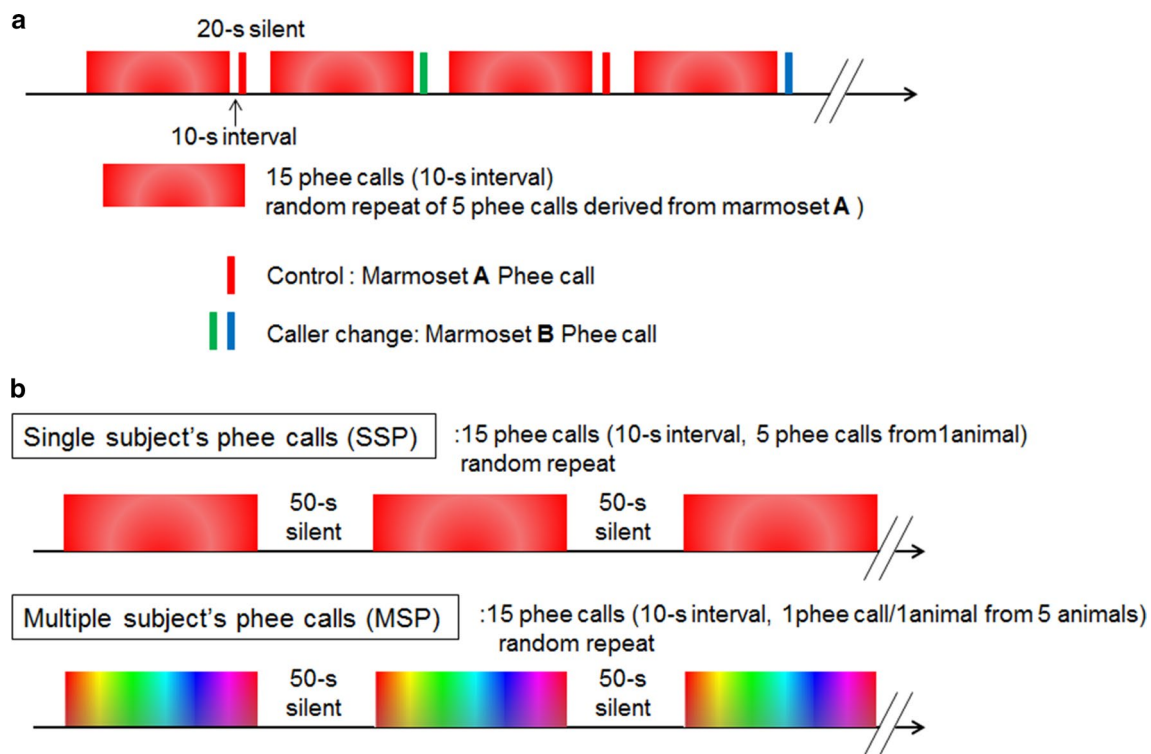 a
20-s silent
10-s interval
15 phee calls (10-s interval)
random repeat of 5 phee calls derived from marmoset A )
Control : Marmoset A Phee call
Caller change: Marmoset B Phee call
b
Single subject's phee calls (SSP)
:15 phee calls (10-s interval, 5 phee calls from1animal)
random repeat
50-s
silent
50-s
silent
Multiple subject's phee calls (MSP)
:15 phee calls (10-s interval, 1phee call/1animal from 5 animals)
random repeat
50-s
silent
50-s
silent